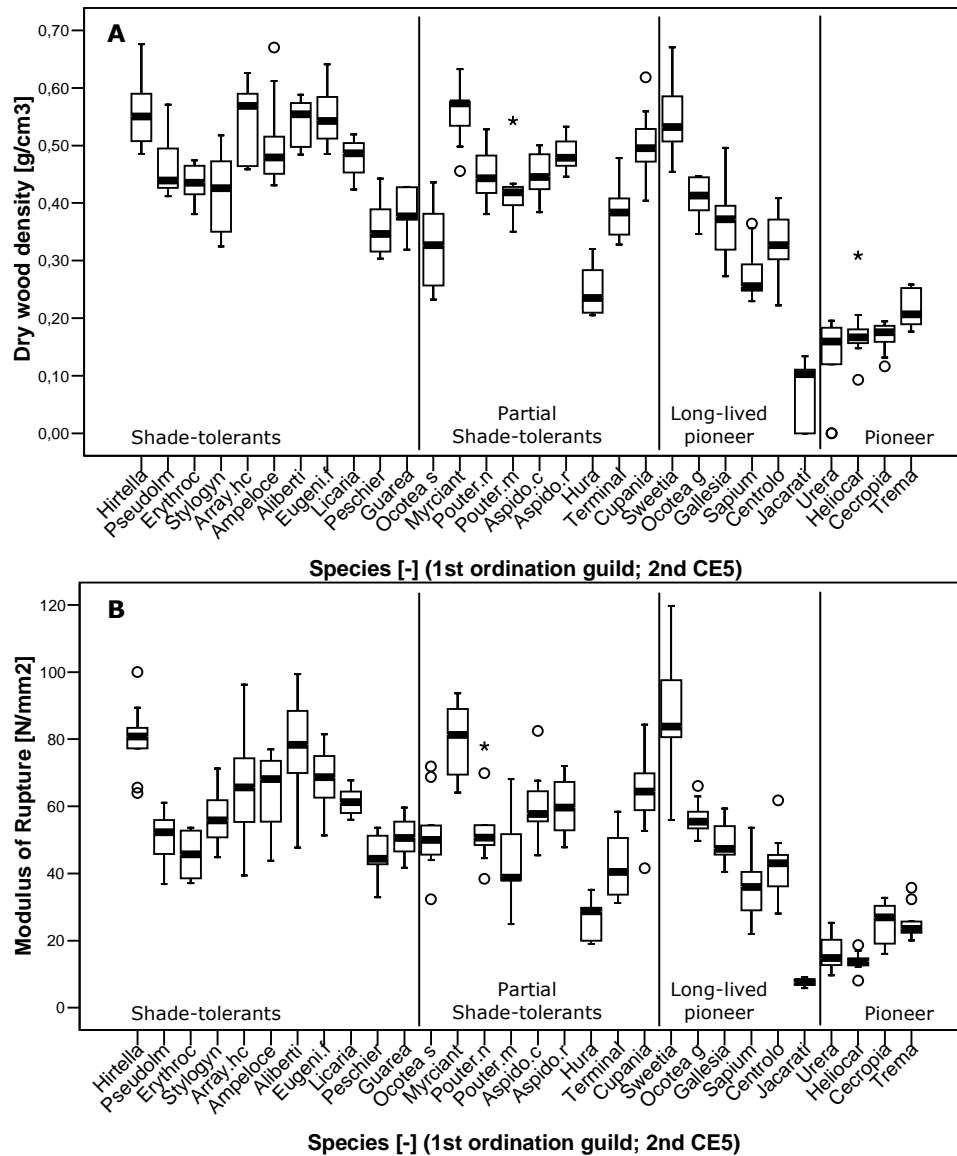 A
Dry wood density [g/cm3]
0,70
0,60
0,50
0,40
0,30
0,20
0,10
0,00
Shade-tolerants
Partial
Shade-tolerants
Long-lived
pioneer
Pioneer
Hirtella
Pseudolm
Erythroc
Stylogyn
Array.hc
Ampeloce
Aliberti
Eugeni.f
Licaria
Peschier
Guarea
Ocotea s
Myrciant
Pouter.n
Pouter.m
Aspido.c
Aspido.r
Hura
Terminal
Cupania
Sweetia
Ocotea g
Gallesia
Sapium
Centrolo
Jacarati
Urera
Heliocar
Cecropia
Trema
Species [-] (1st ordination guild; 2nd CE5)
B
Modulus of Rupture [N/mm2]
120
100
80
60
40
20
0
Shade-tolerants
Partial
Shade-tolerants
Long-lived
pioneer
Pioneer
Hirtella
Pseudolm
Erythroc
Stylogyn
Array.hc
Ampeloce
Aliberti
Eugeni.f
Licaria
Peschier
Guarea
Ocotea s
Myrciant
Pouter.n
Pouter.m
Aspido.c
Aspido.r
Hura
Terminal
Cupania
Sweetia
Ocotea g
Gallesia
Sapium
Centrolo
Jacarati
Urera
Heliocar
Cecropia
Trema
Species [-] (1st ordination guild; 2nd CE5)